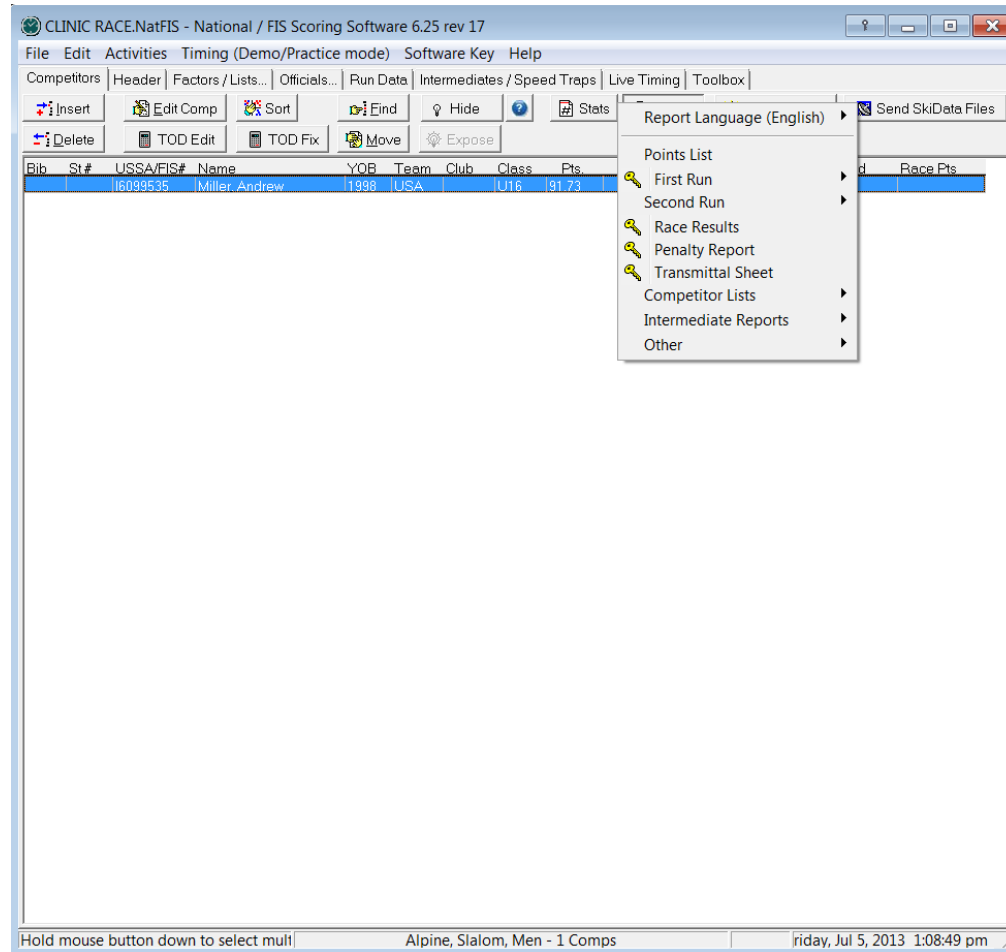 CLINIC RACE.NatFIS - National / FIS Scoring Software 6.25 rev 17
File Edit Activities Timing (Demo/Practice mode) Software Key Help
Competitors Header Factors / Lists... Officials... Run Data Intermediates / Speed Traps Live Timing Toolbox
Insert Edit Comp Sort Find Hide Stats Send SkiData Files
Delete TOD Edit TOD Fix Move Expose
Bib St# USSA/FIS# Name YOB Team Club Class Pts. d Race Pts
I6099535 Miller, Andrew 1998 USA U16 91.73
Report Language (English)
Points List
First Run
Second Run
Race Results
Penalty Report
Transmittal Sheet
Competitor Lists
Intermediate Reports
Other
Hold mouse button down to select mult Alpine, Slalom, Men - 1 Comps riday, Jul 5, 2013 1:08:49 pm